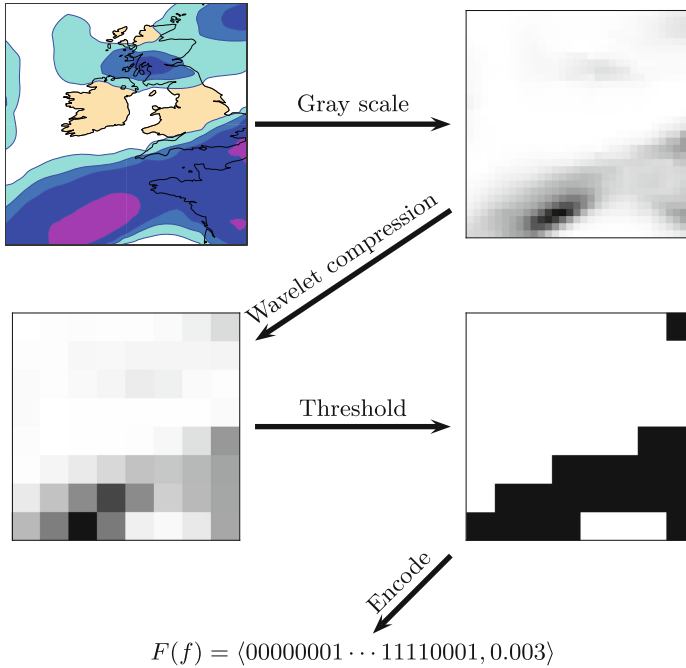 Gray scale
Wavelet compression
Threshold
Encode
F(f) = ⟨00000001 ⋯ 11110001, 0.003⟩